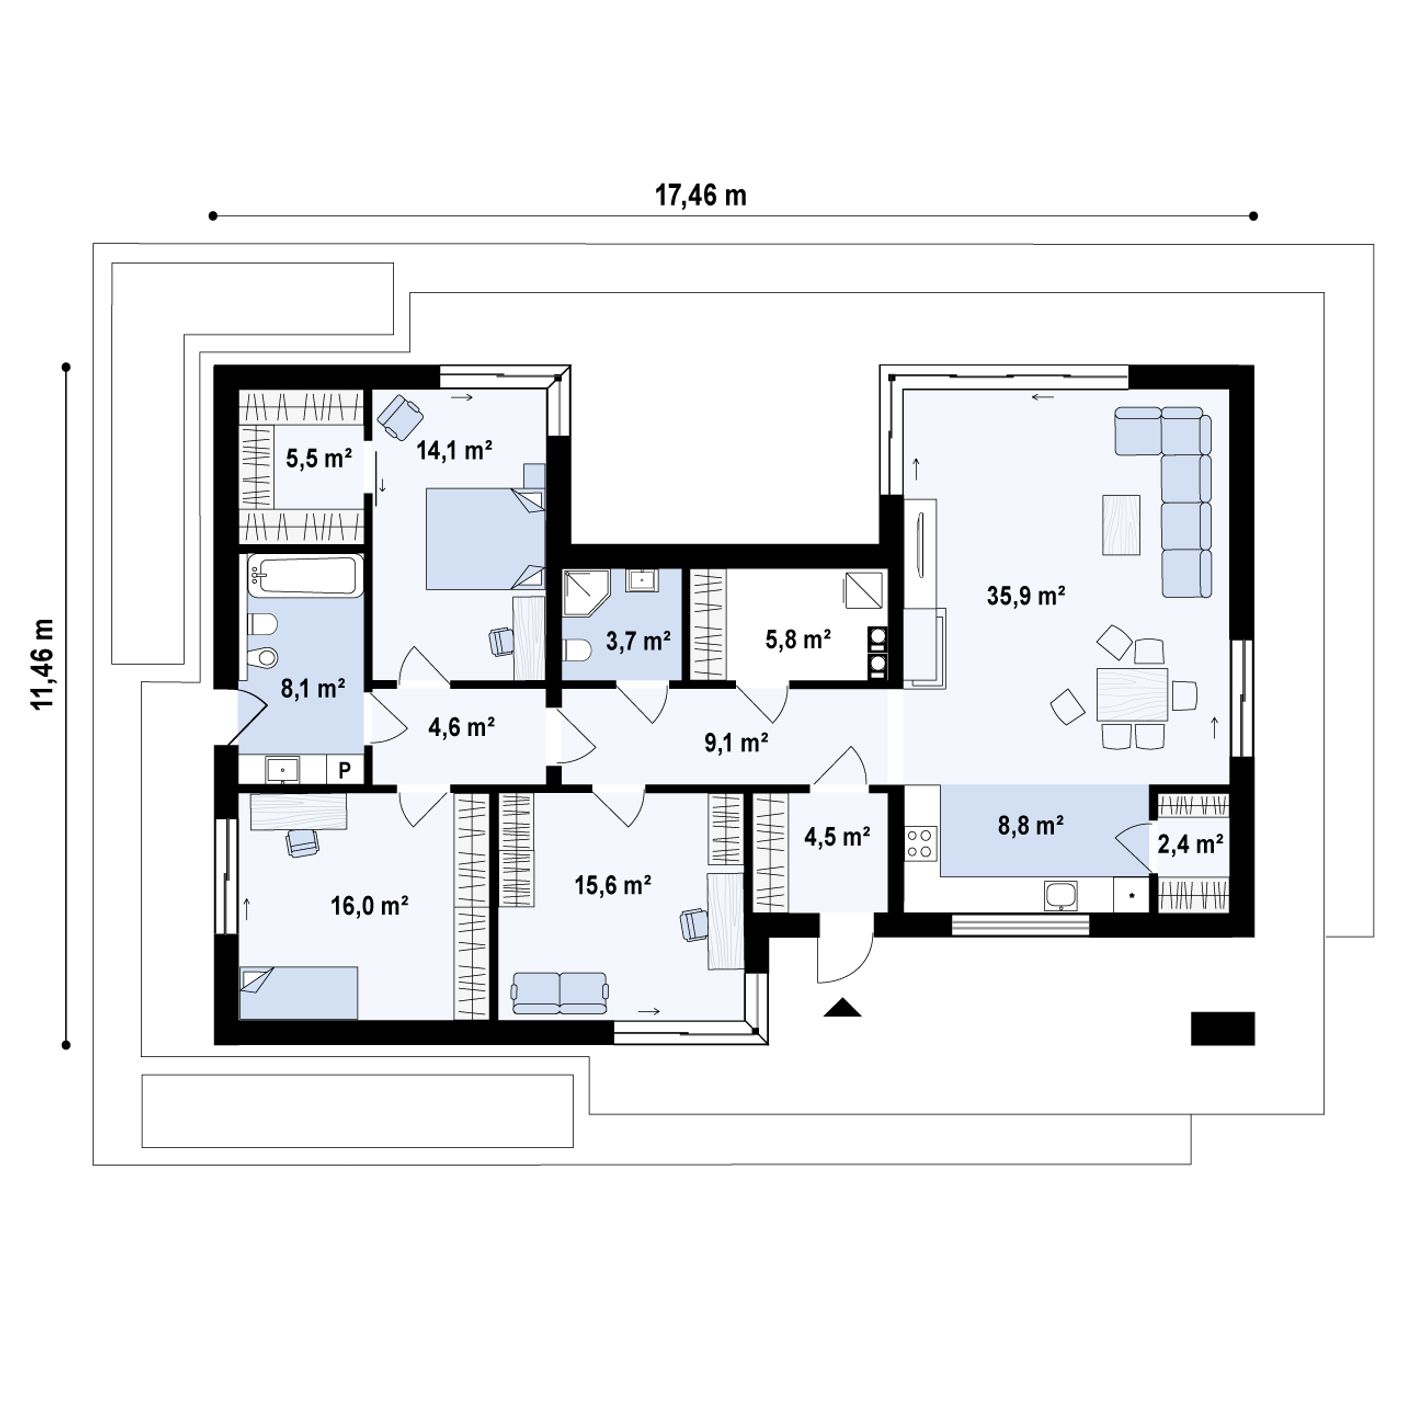 17,46 m
11,46 m
5,5 m²
14,1 m²
35,9 m²
3,7 m²
5,8 m²
8,1 m²
4,6 m²
9,1 m²
P
8,8 m²
4,5 m²
2,4 m²
15,6 m²
16,0 m²
*